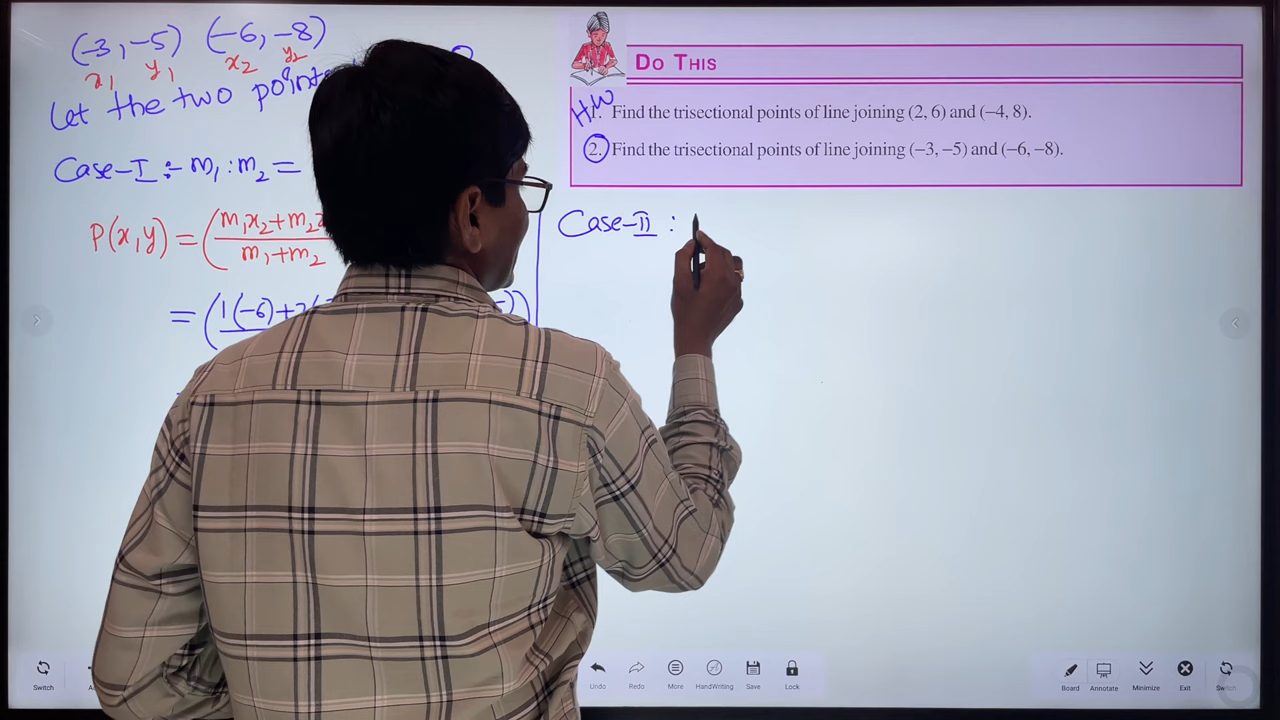 (-3, -5) (-6, -8)
x₁ y₁ x₂ y₂
Let the two points
Case-I :- m₁ : m₂ =
P(x, y) = (m₁x₂+m₂
m₁+m₂
= (1(-6)+2(
DO THIS
HW
1. Find the trisectional points of line joining (2, 6) and (−4, 8).
2. Find the trisectional points of line joining (−3, −5) and (−6, −8).
Case-II :
Switch
Undo
Redo
More
HandWriting
Save
Lock
Board
Annotate
Minimize
Exit
Switch